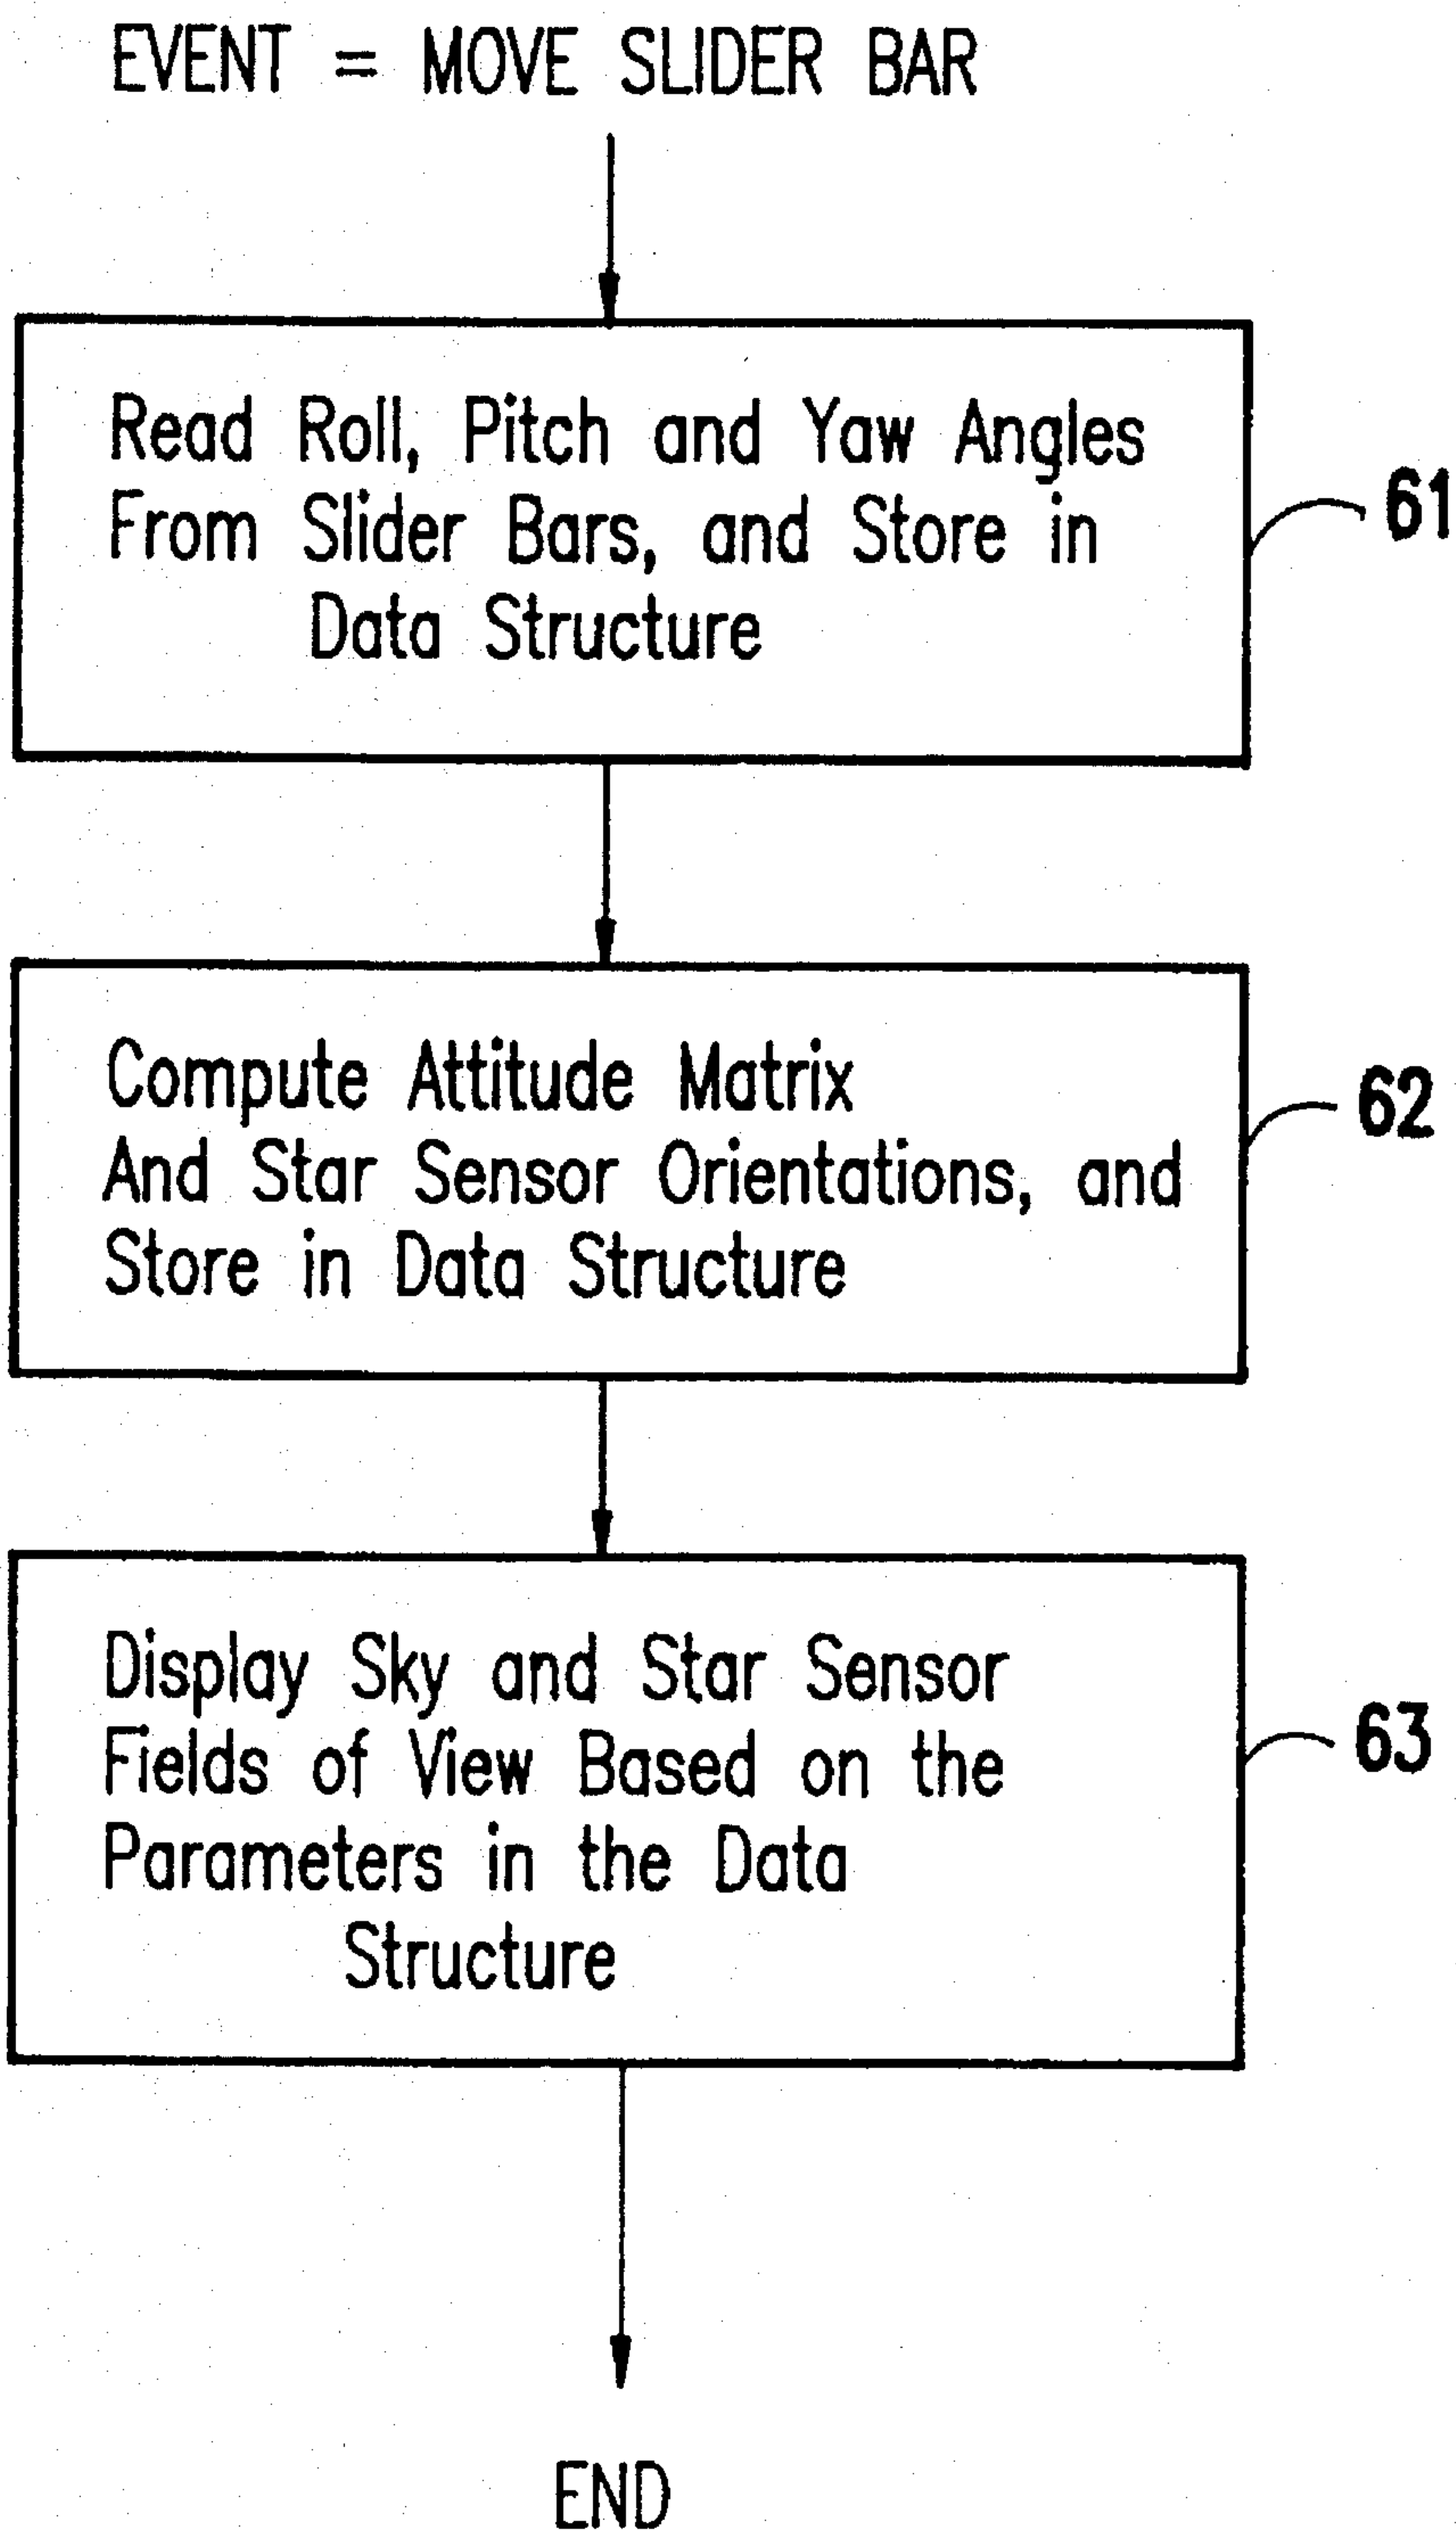 EVENT = MOVE SLIDER BAR
Read Roll, Pitch and Yaw Angles
From Slider Bars, and Store in
Data Structure
61
Compute Attitude Matrix
And Star Sensor Orientations, and
Store in Data Structure
62
Display Sky and Star Sensor
Fields of View Based on the
Parameters in the Data
Structure
63
END